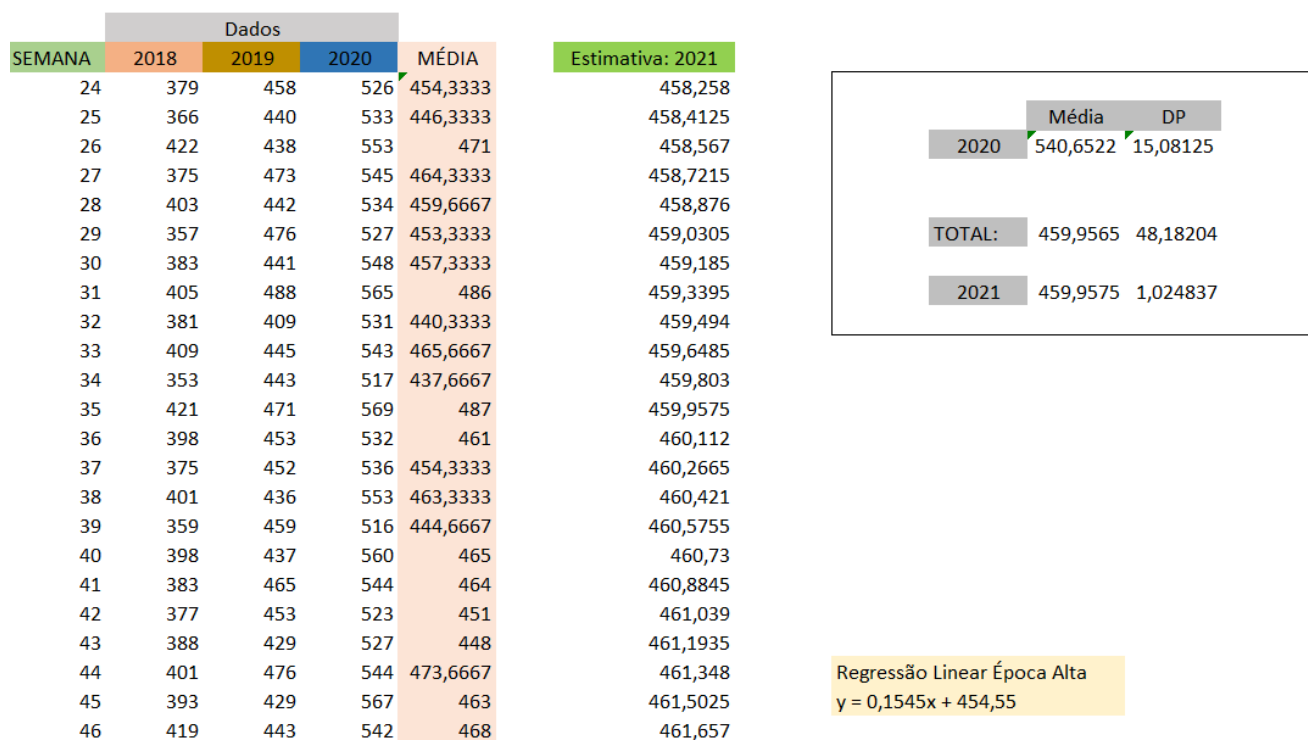 Dados
SEMANA 2018 2019 2020 MÉDIA Estimativa: 2021
24 379 458 526 454,3333 458,258
25 366 440 533 446,3333 458,4125
Média DP
26 422 438 553 471 458,567
2020 540,6522 15,08125
27 375 473 545 464,3333 458,7215
28 403 442 534 459,6667 458,876
29 357 476 527 453,3333 459,0305
TOTAL: 459,9565 48,18204
30 383 441 548 457,3333 459,185
31 405 488 565 486 459,3395
2021 459,9575 1,024837
32 381 409 531 440,3333 459,494
33 409 445 543 465,6667 459,6485
34 353 443 517 437,6667 459,803
35 421 471 569 487 459,9575
36 398 453 532 461 460,112
37 375 452 536 454,3333 460,2665
38 401 436 553 463,3333 460,421
39 359 459 516 444,6667 460,5755
40 398 437 560 465 460,73
41 383 465 544 464 460,8845
42 377 453 523 451 461,039
43 388 429 527 448 461,1935
44 401 476 544 473,6667 461,348
Regressão Linear Época Alta
45 393 429 567 463 461,5025
y = 0,1545x + 454,55
46 419 443 542 468 461,657